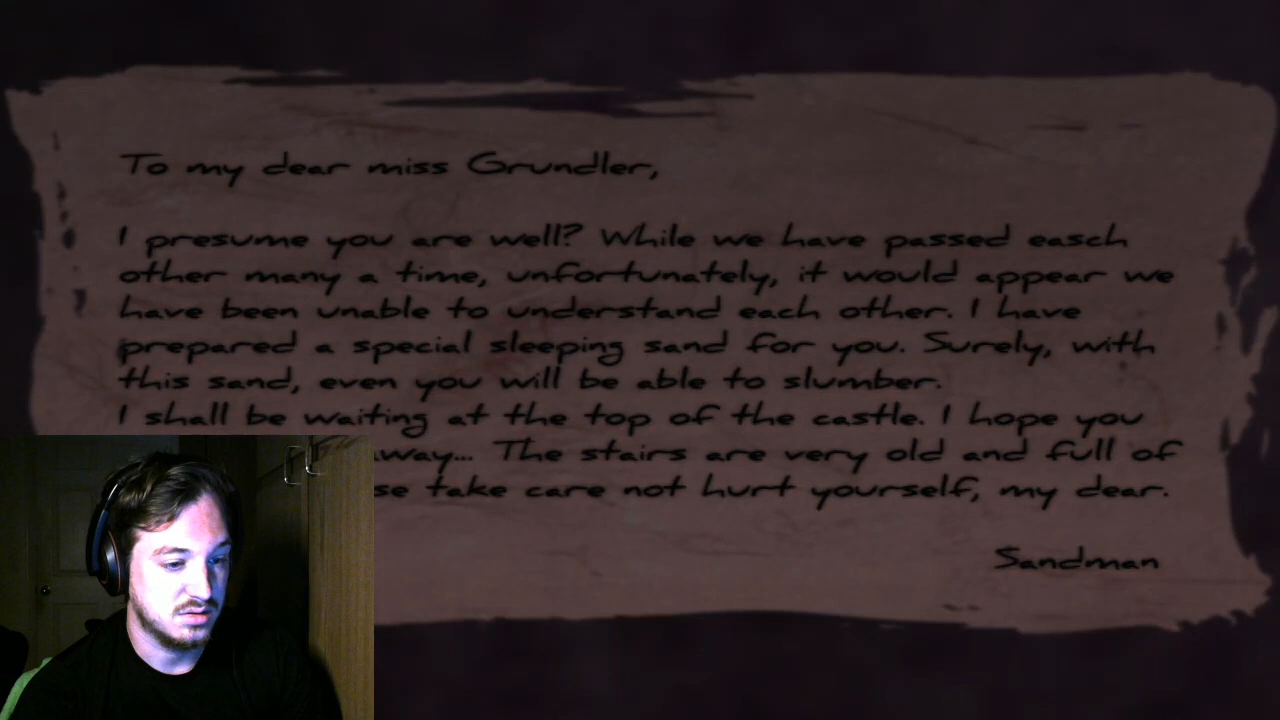 To my dear miss Grundler,
I presume you are well? While we have passed easch
other many a time, unfortunately, it would appear we
have been unable to understand each other. I have
prepared a special sleeping sand for you. Surely, with
this sand, even you will be able to slumber.
I shall be waiting at the top of the castle. I hope you
The stairs are very old and full of
take care not hurt yourself, my dear.
Sandman